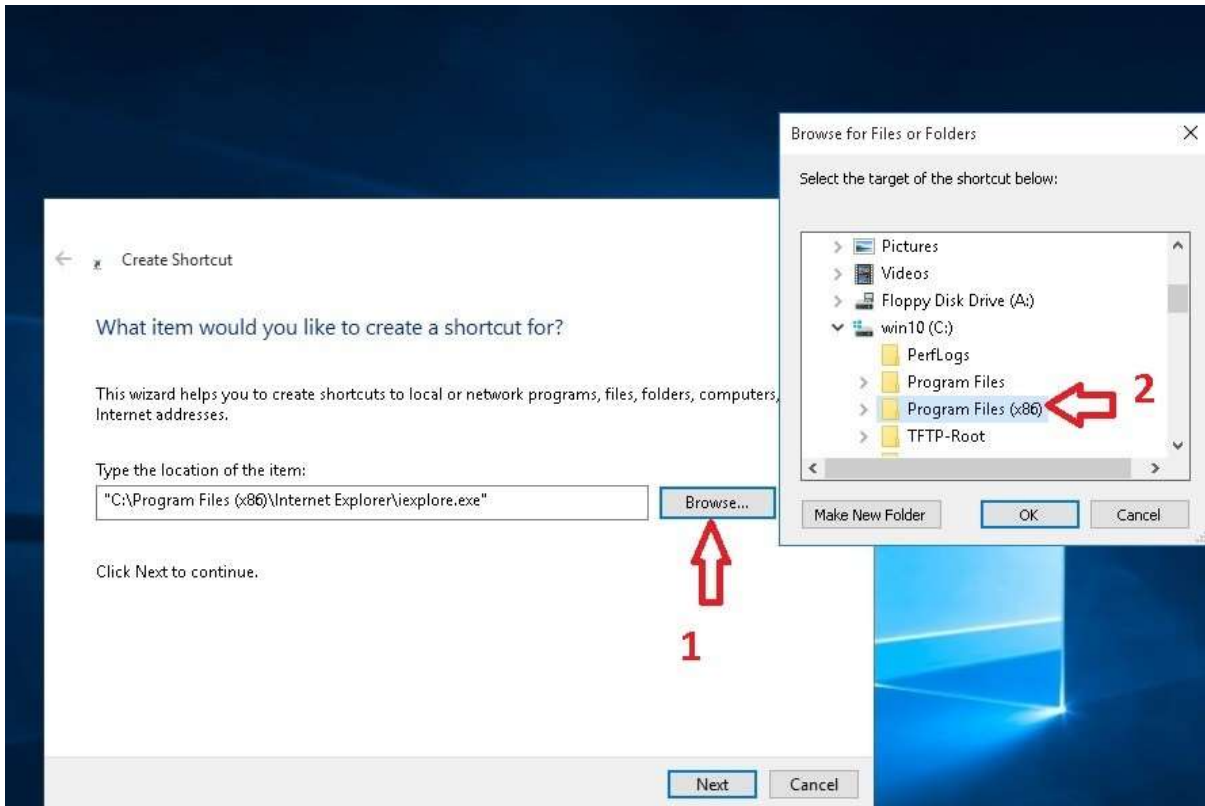 Create Shortcut
What item would you like to create a shortcut for?
This wizard helps you to create shortcuts to local or network programs, files, folders, computers,
Internet addresses.
Type the location of the item:
"C:\Program Files (x86)\Internet Explorer\iexplore.exe"
Browse...
1
Click Next to continue.
Next
Cancel
Browse for Files or Folders
Select the target of the shortcut below:
Pictures
Videos
Floppy Disk Drive (A:)
win10 (C:)
PerfLogs
Program Files
Program Files (x86)
2
TFTP-Root
Make New Folder
OK
Cancel